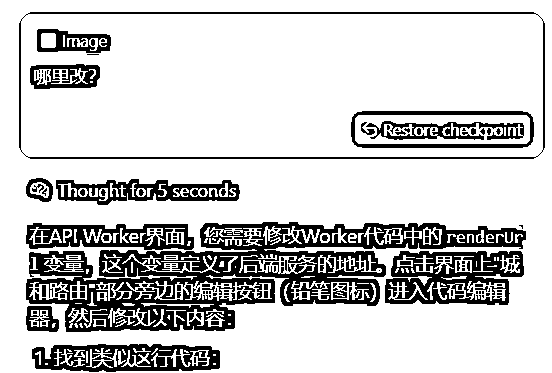 Image
哪里改?
Restore checkpoint
Thought for 5 seconds
在API Worker界面，您需要修改Worker代码中的 renderUr
l 变量，这个变量定义了后端服务的地址。点击界面上"域
和路由"部分旁边的编辑按钮（铅笔图标）进入代码编辑
器，然后修改以下内容：
1. 找到类似这行代码：